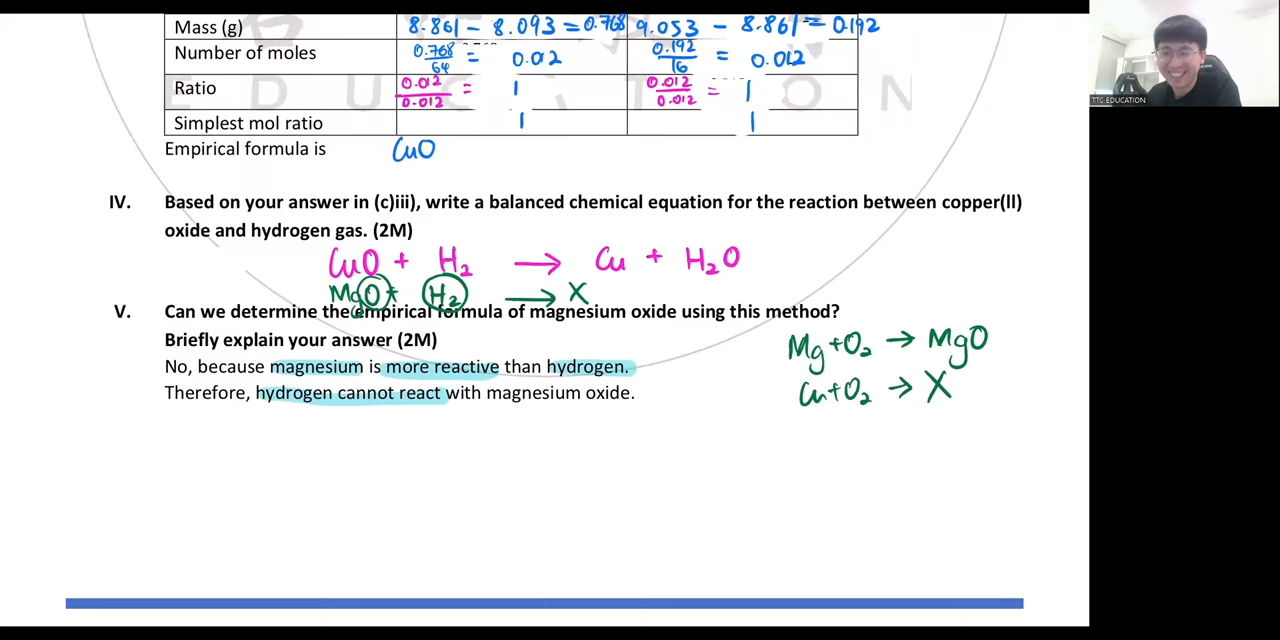 Mass (g) 8.861 - 8.093 = 0.768 9.053 - 8.861 = 0.192
Number of moles 0.768/64 = 0.012 0.192/16 = 0.012
Ratio 0.012/0.012 = 1 0.012/0.012 = 1
EDUCATION
Simplest mol ratio 1 1
Empirical formula is CuO
IV. Based on your answer in (c)iii), write a balanced chemical equation for the reaction between copper(ll)
oxide and hydrogen gas. (2M)
CuO + H₂ → Cu + H₂O
MgO + H₂ → X
V. Can we determine the empirical formula of magnesium oxide using this method?
Briefly explain your answer (2M)
No, because magnesium is more reactive than hydrogen.
Therefore, hydrogen cannot react with magnesium oxide.
Mg + O₂ → MgO
Cu + O₂ → X
TTC EDUCATION